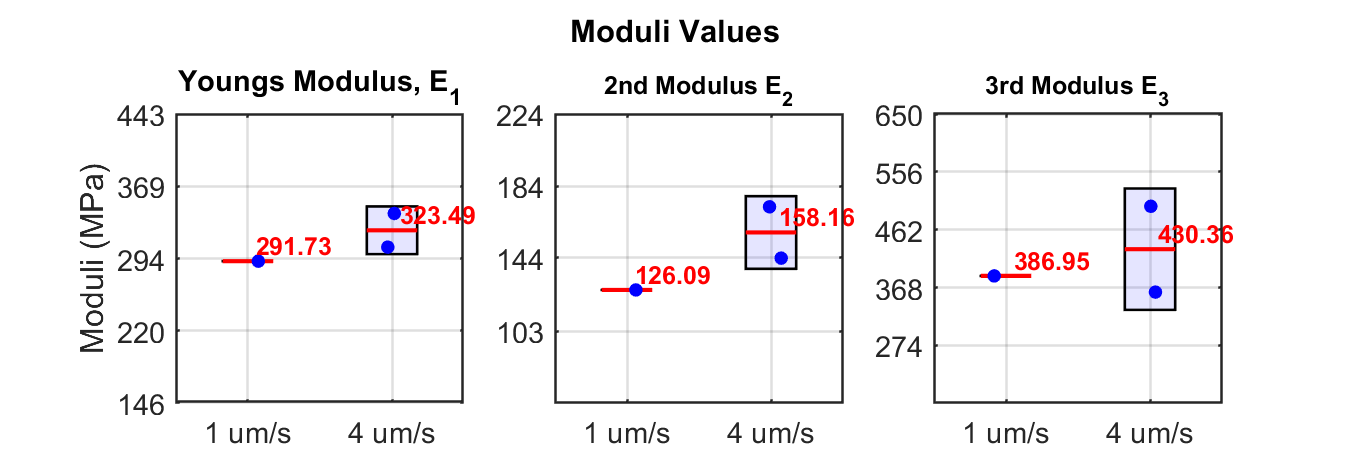 Moduli Values
Youngs Modulus, E1
2nd Modulus E2
3rd Modulus E3
Moduli (MPa)
443
369
294
220
146
291.73
323.49
1 um/s
4 um/s
224
184
144
103
126.09
158.16
1 um/s
4 um/s
650
556
462
368
274
386.95
430.36
1 um/s
4 um/s